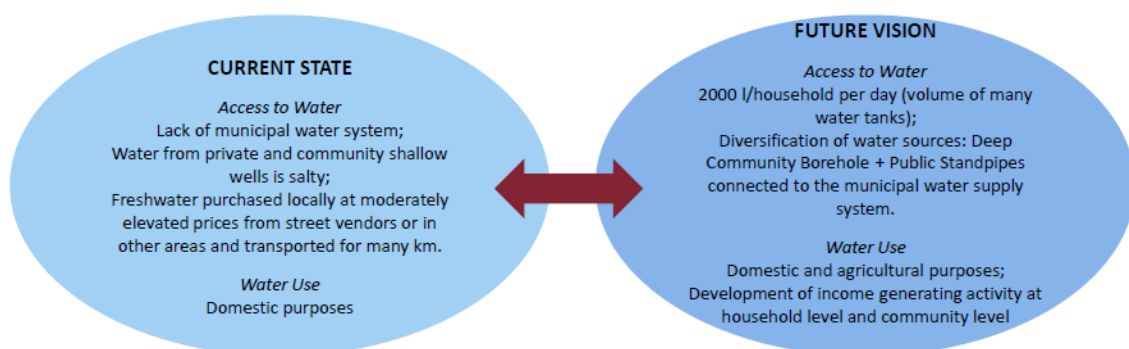 CURRENT STATE
Access to Water
Lack of municipal water system;
Water from private and community shallow
wells is salty;
Freshwater purchased locally at moderately
elevated prices from street vendors or in
other areas and transported for many km.
Water Use
Domestic purposes
FUTURE VISION
Access to Water
2000 l/household per day (volume of many
water tanks);
Diversification of water sources: Deep
Community Borehole + Public Standpipes
connected to the municipal water supply
system.
Water Use
Domestic and agricultural purposes;
Development of income generating activity at
household level and community level